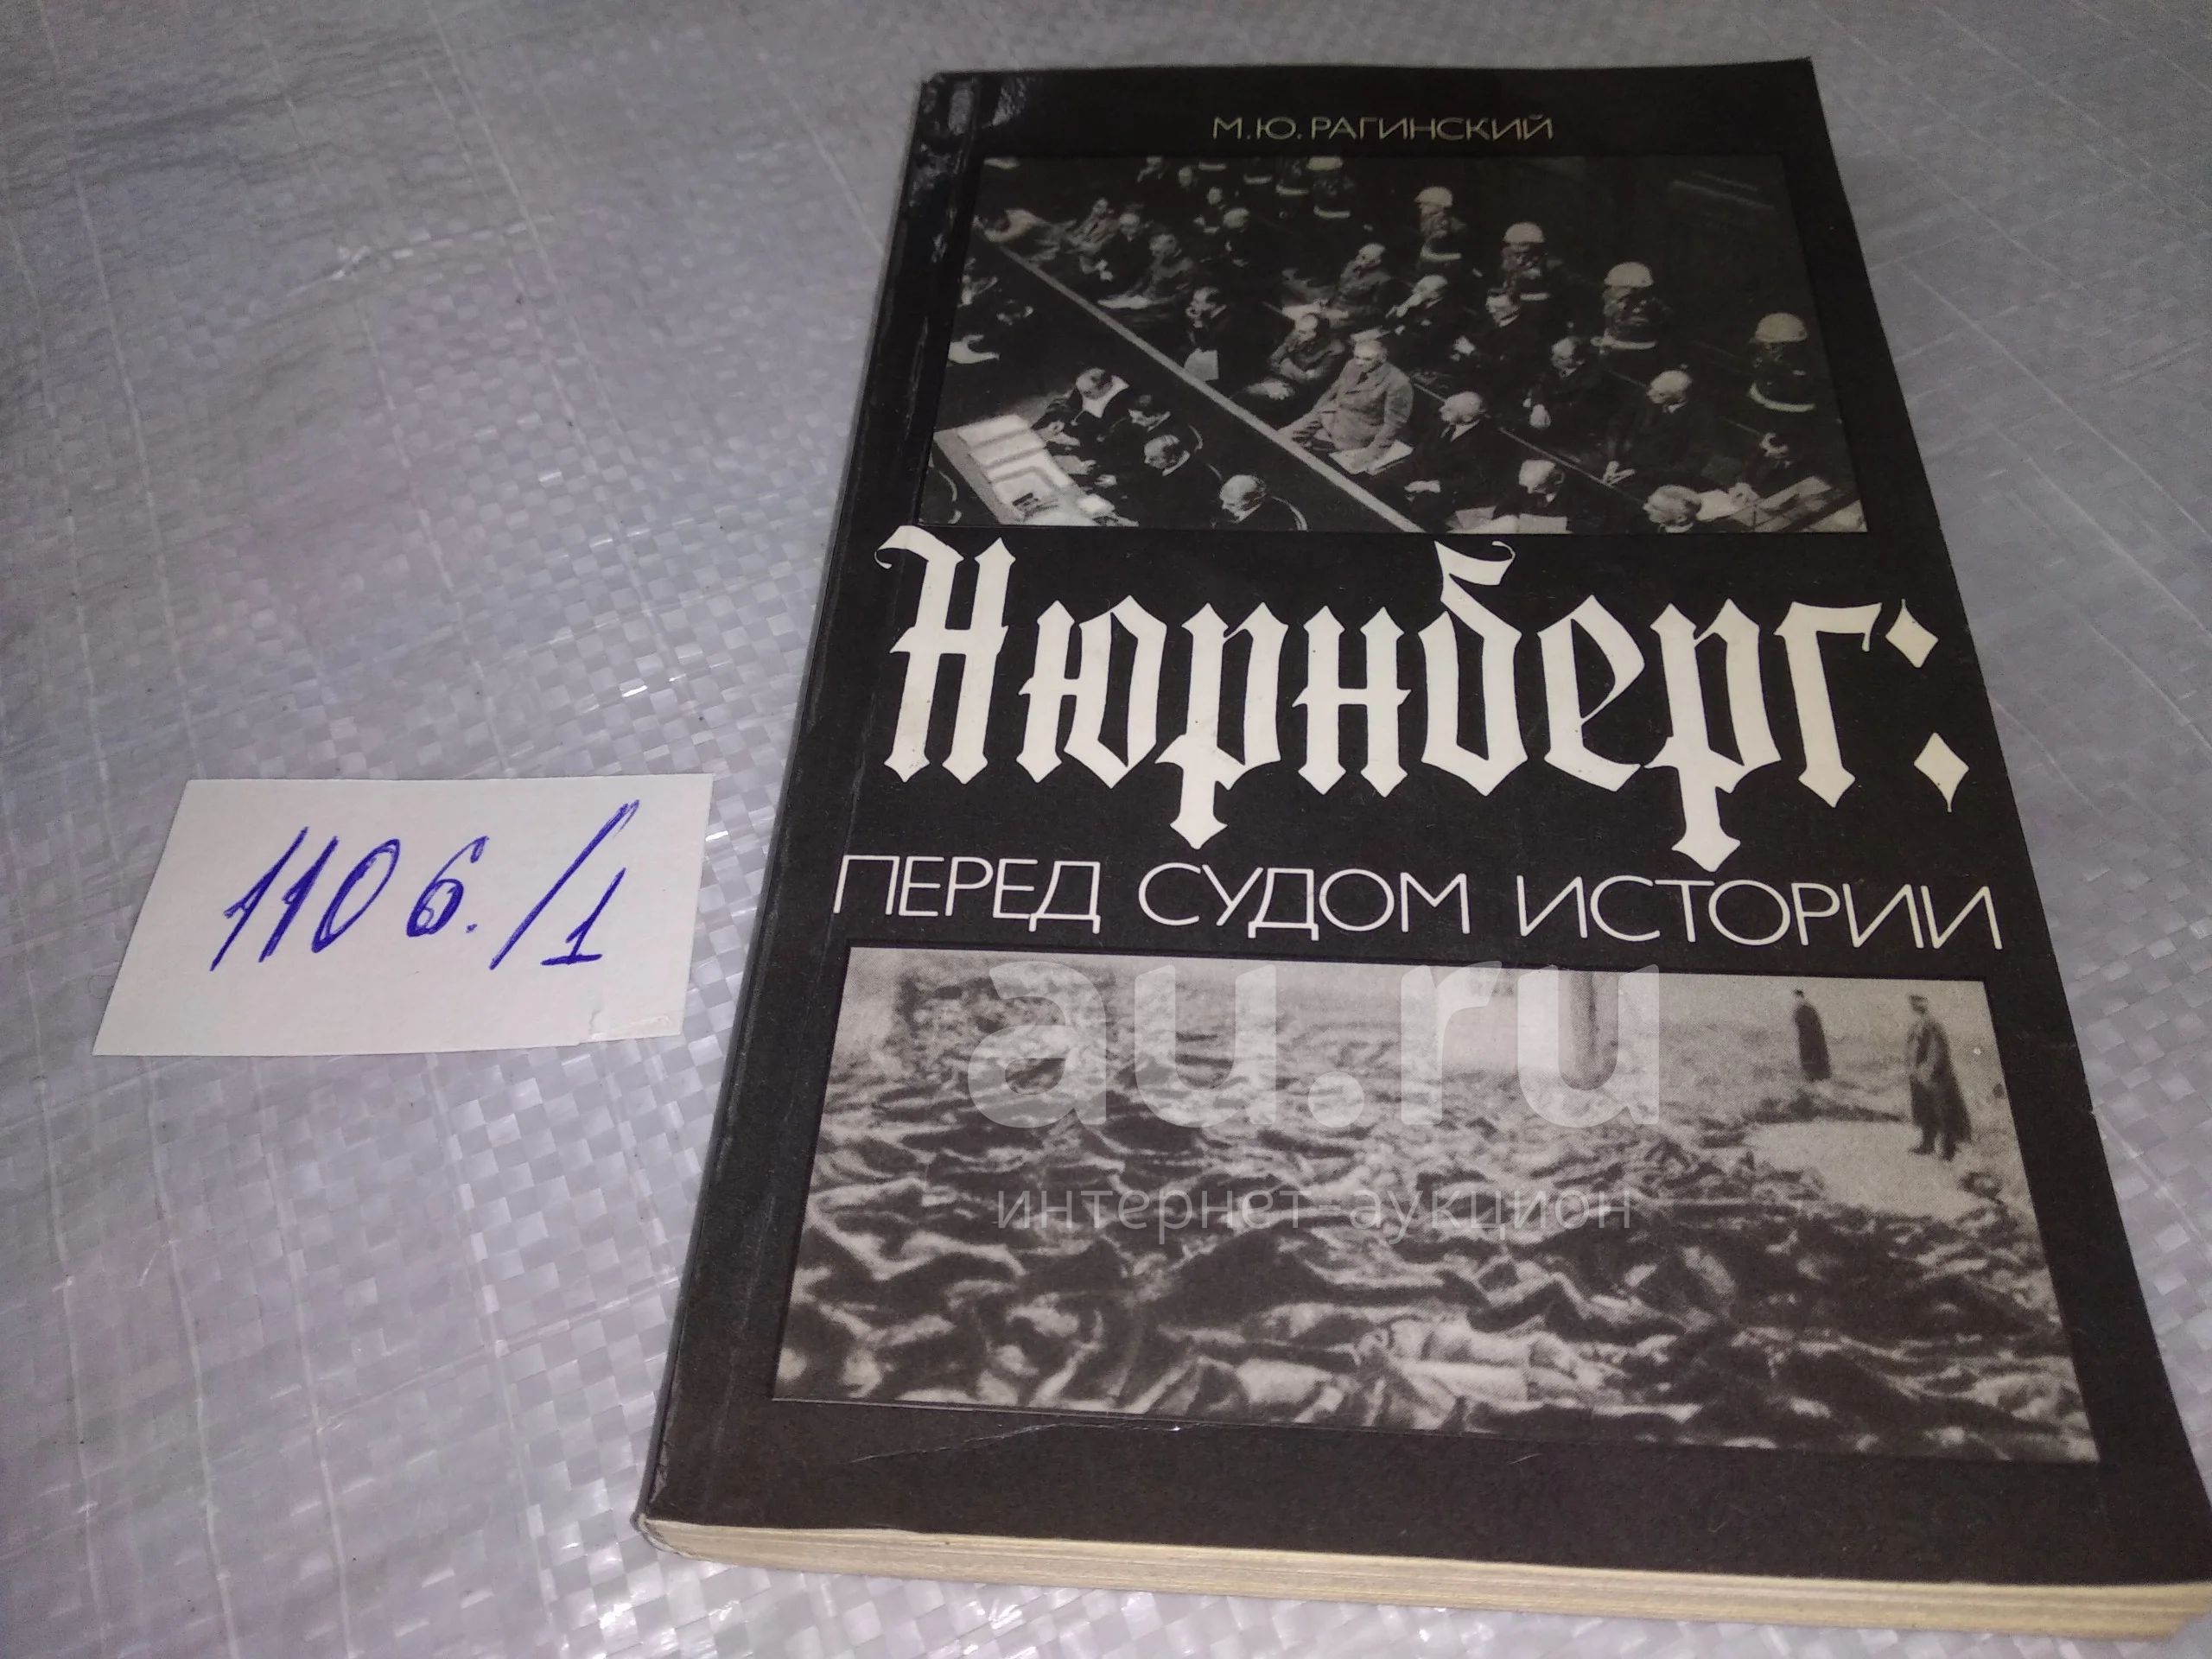 М.Ю. РАГИНСКИЙ
Нюрнберг:
ПЕРЕД СУДОМ ИСТОРИИ
1106./1
au.ru
интернет аукцион